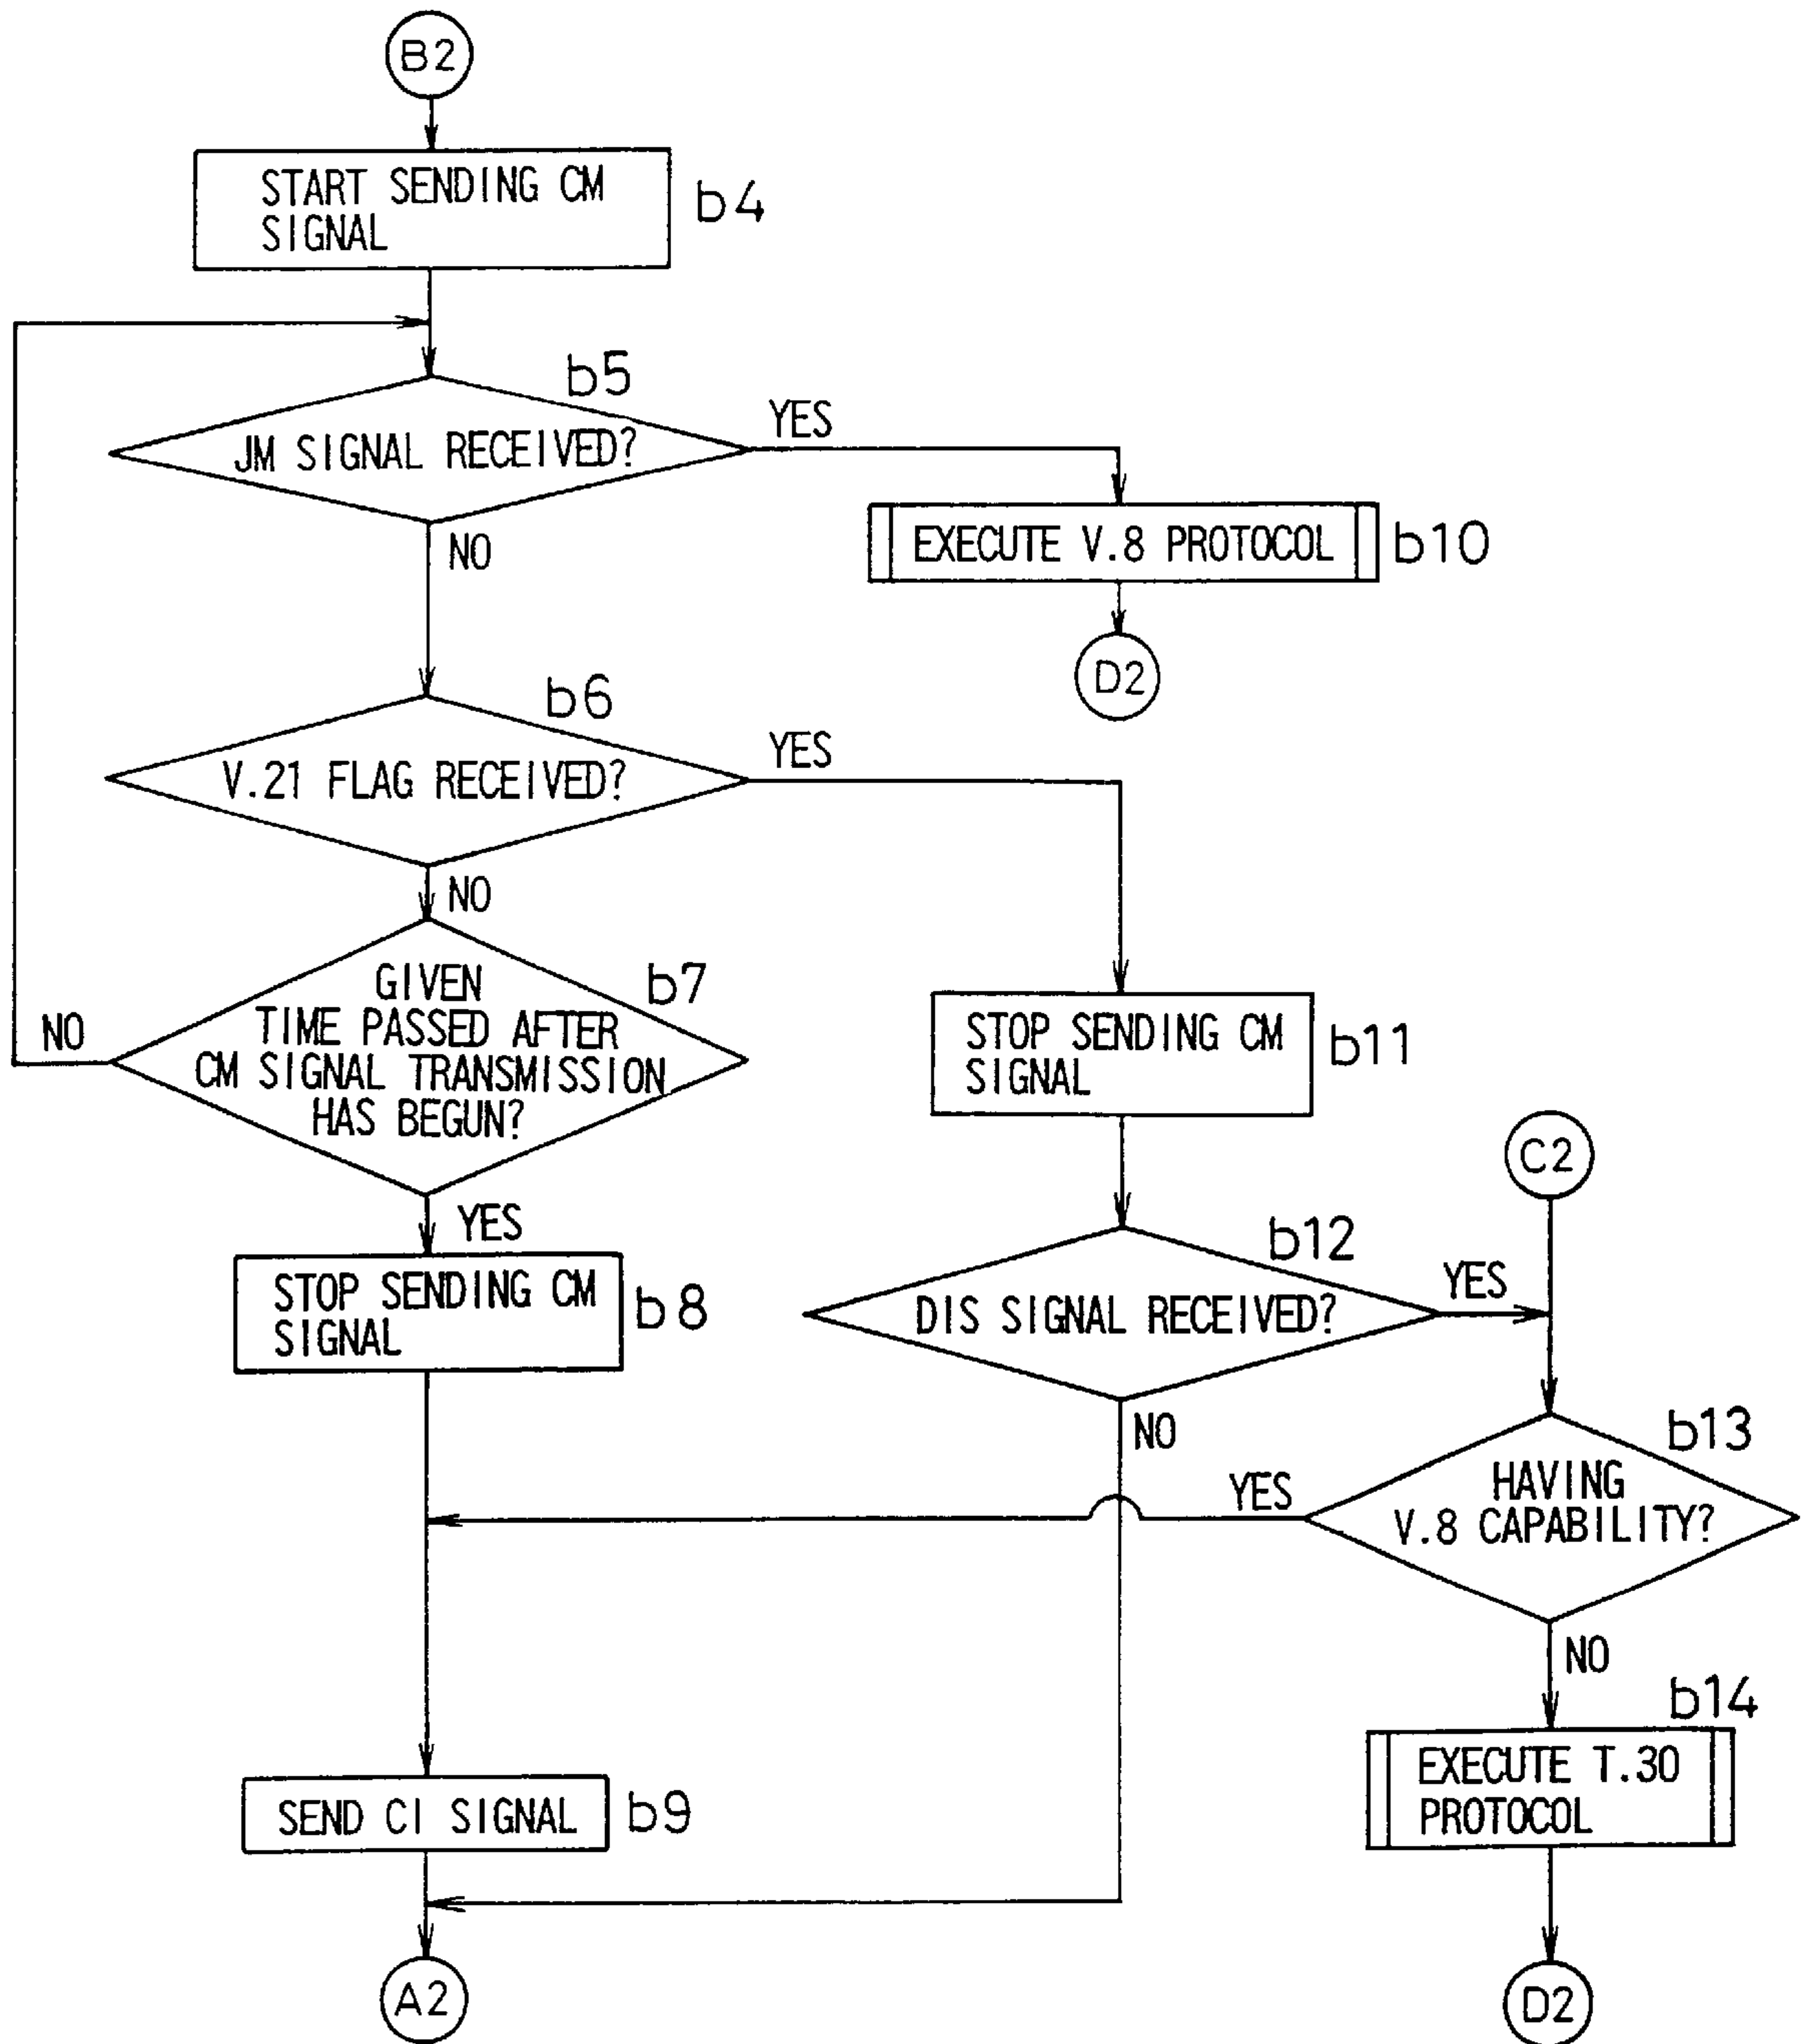 B2
START SENDING CM
SIGNAL
b4
b5
JM SIGNAL RECEIVED?
YES
NO
EXECUTE V.8 PROTOCOL
b10
D2
b6
V.21 FLAG RECEIVED?
YES
NO
b7
GIVEN
TIME PASSED AFTER
CM SIGNAL TRANSMISSION
HAS BEGUN?
NO
YES
STOP SENDING CM
SIGNAL
b11
C2
STOP SENDING CM
SIGNAL
b8
b12
DIS SIGNAL RECEIVED?
YES
NO
b13
HAVING
V.8 CAPABILITY?
YES
NO
b14
EXECUTE T.30
PROTOCOL
SEND CI SIGNAL
b9
A2
D2